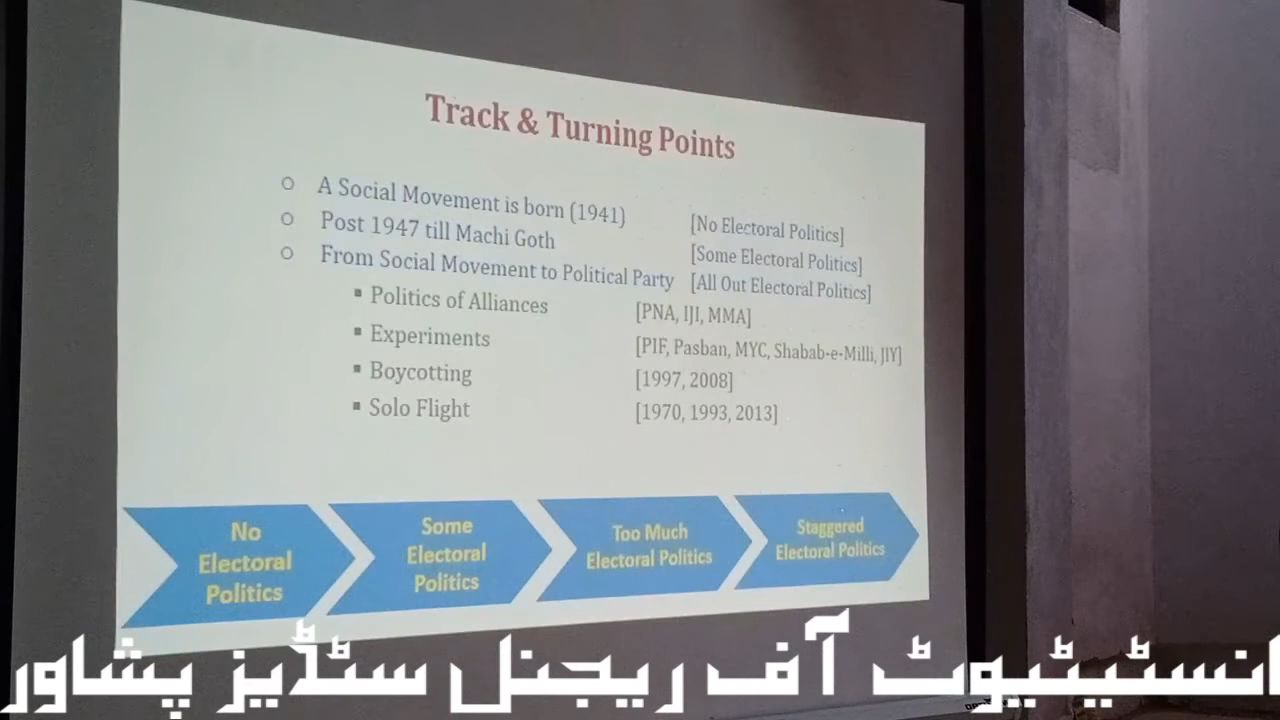 Track & Turning Points
○ A Social Movement is born (1941) [No Electoral Politics]
○ Post 1947 till Machi Goth [Some Electoral Politics]
○ From Social Movement to Political Party [All Out Electoral Politics]
▪ Politics of Alliances [PNA, IJI, MMA]
▪ Experiments [PIF, Pasban, MYC, Shabab-e-Milli, JIY]
▪ Boycotting [1997, 2008]
▪ Solo Flight [1970, 1993, 2013]
No
Electoral
Politics
Some
Electoral
Politics
Too Much
Electoral Politics
Staggered
Electoral Politics
انسٹیٹیوٹ آف ریجنل سٹڈیز پشاور